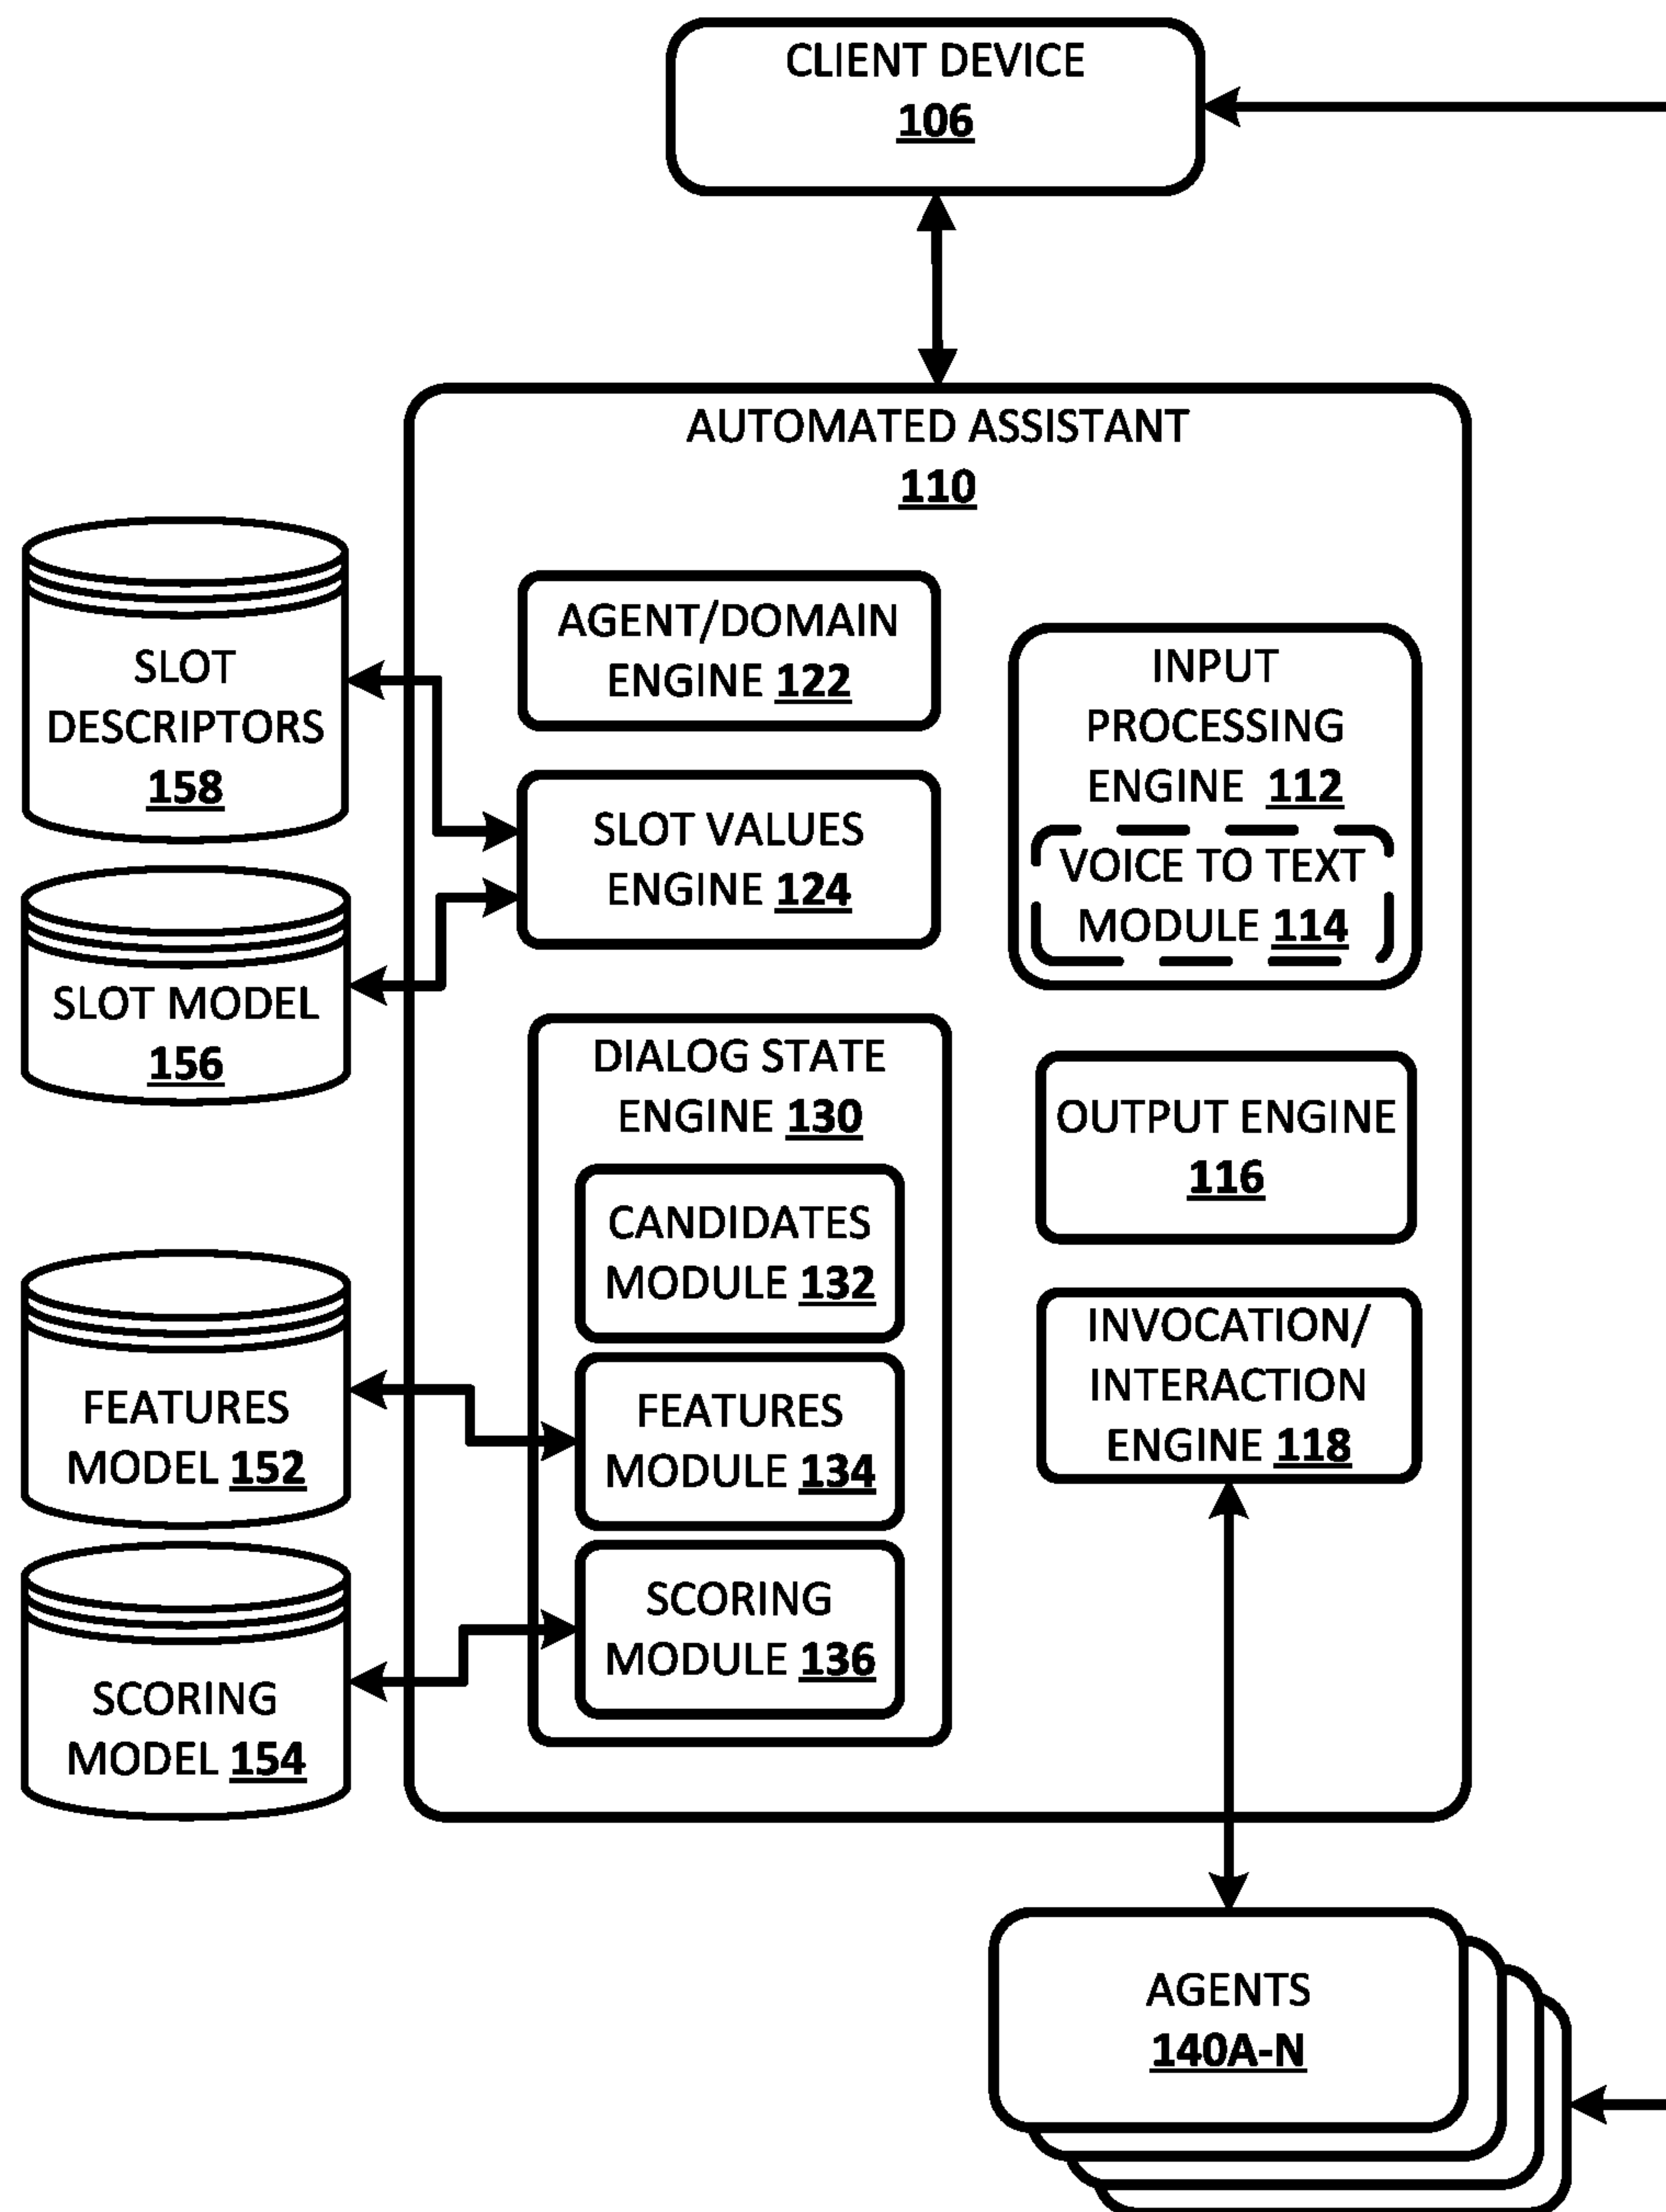 CLIENT DEVICE
106
AUTOMATED ASSISTANT
110
SLOT
DESCRIPTORS
158
SLOT MODEL
156
FEATURES
MODEL 152
SCORING
MODEL 154
AGENT/DOMAIN
ENGINE 122
SLOT VALUES
ENGINE 124
DIALOG STATE
ENGINE 130
CANDIDATES
MODULE 132
FEATURES
MODULE 134
SCORING
MODULE 136
INPUT
PROCESSING
ENGINE 112
VOICE TO TEXT
MODULE 114
OUTPUT ENGINE
116
INVOCATION/
INTERACTION
ENGINE 118
AGENTS
140A-N